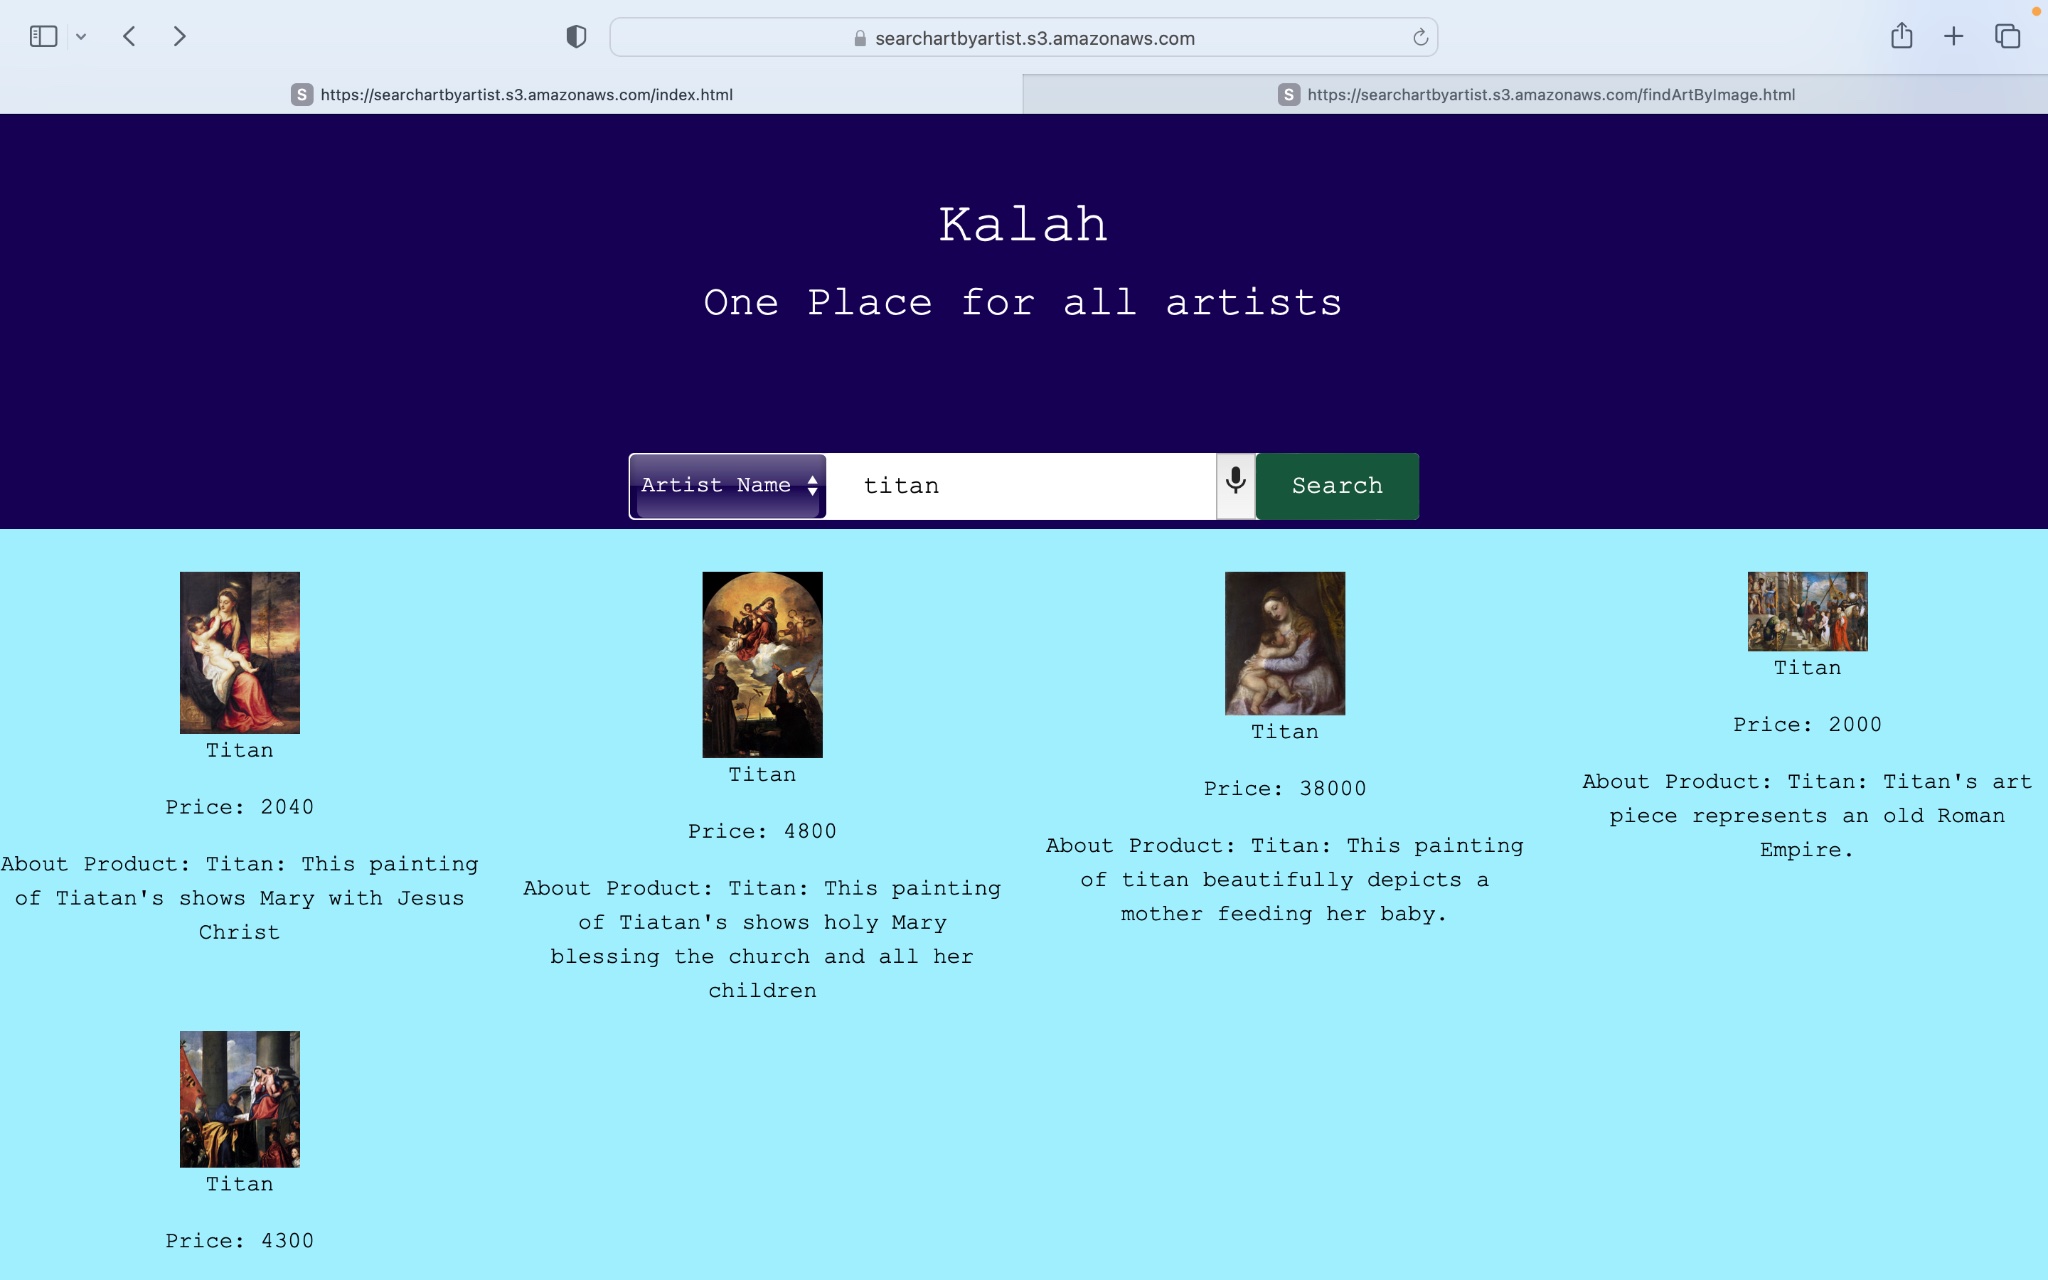 searchartbyartist.s3.amazonaws.com
S https://searchartbyartist.s3.amazonaws.com/index.html
S https://searchartbyartist.s3.amazonaws.com/findArtByImage.html
Kalah
One Place for all artists
Artist Name
titan
Search
Titan
Price: 2040
About Product: Titan: This painting
of Tiatan's shows Mary with Jesus
Christ
Titan
Price: 4800
About Product: Titan: This painting
of Tiatan's shows holy Mary
blessing the church and all her
children
Titan
Price: 38000
About Product: Titan: This painting
of titan beautifully depicts a
mother feeding her baby.
Titan
Price: 2000
About Product: Titan: Titan's art
piece represents an old Roman
Empire.
Titan
Price: 4300